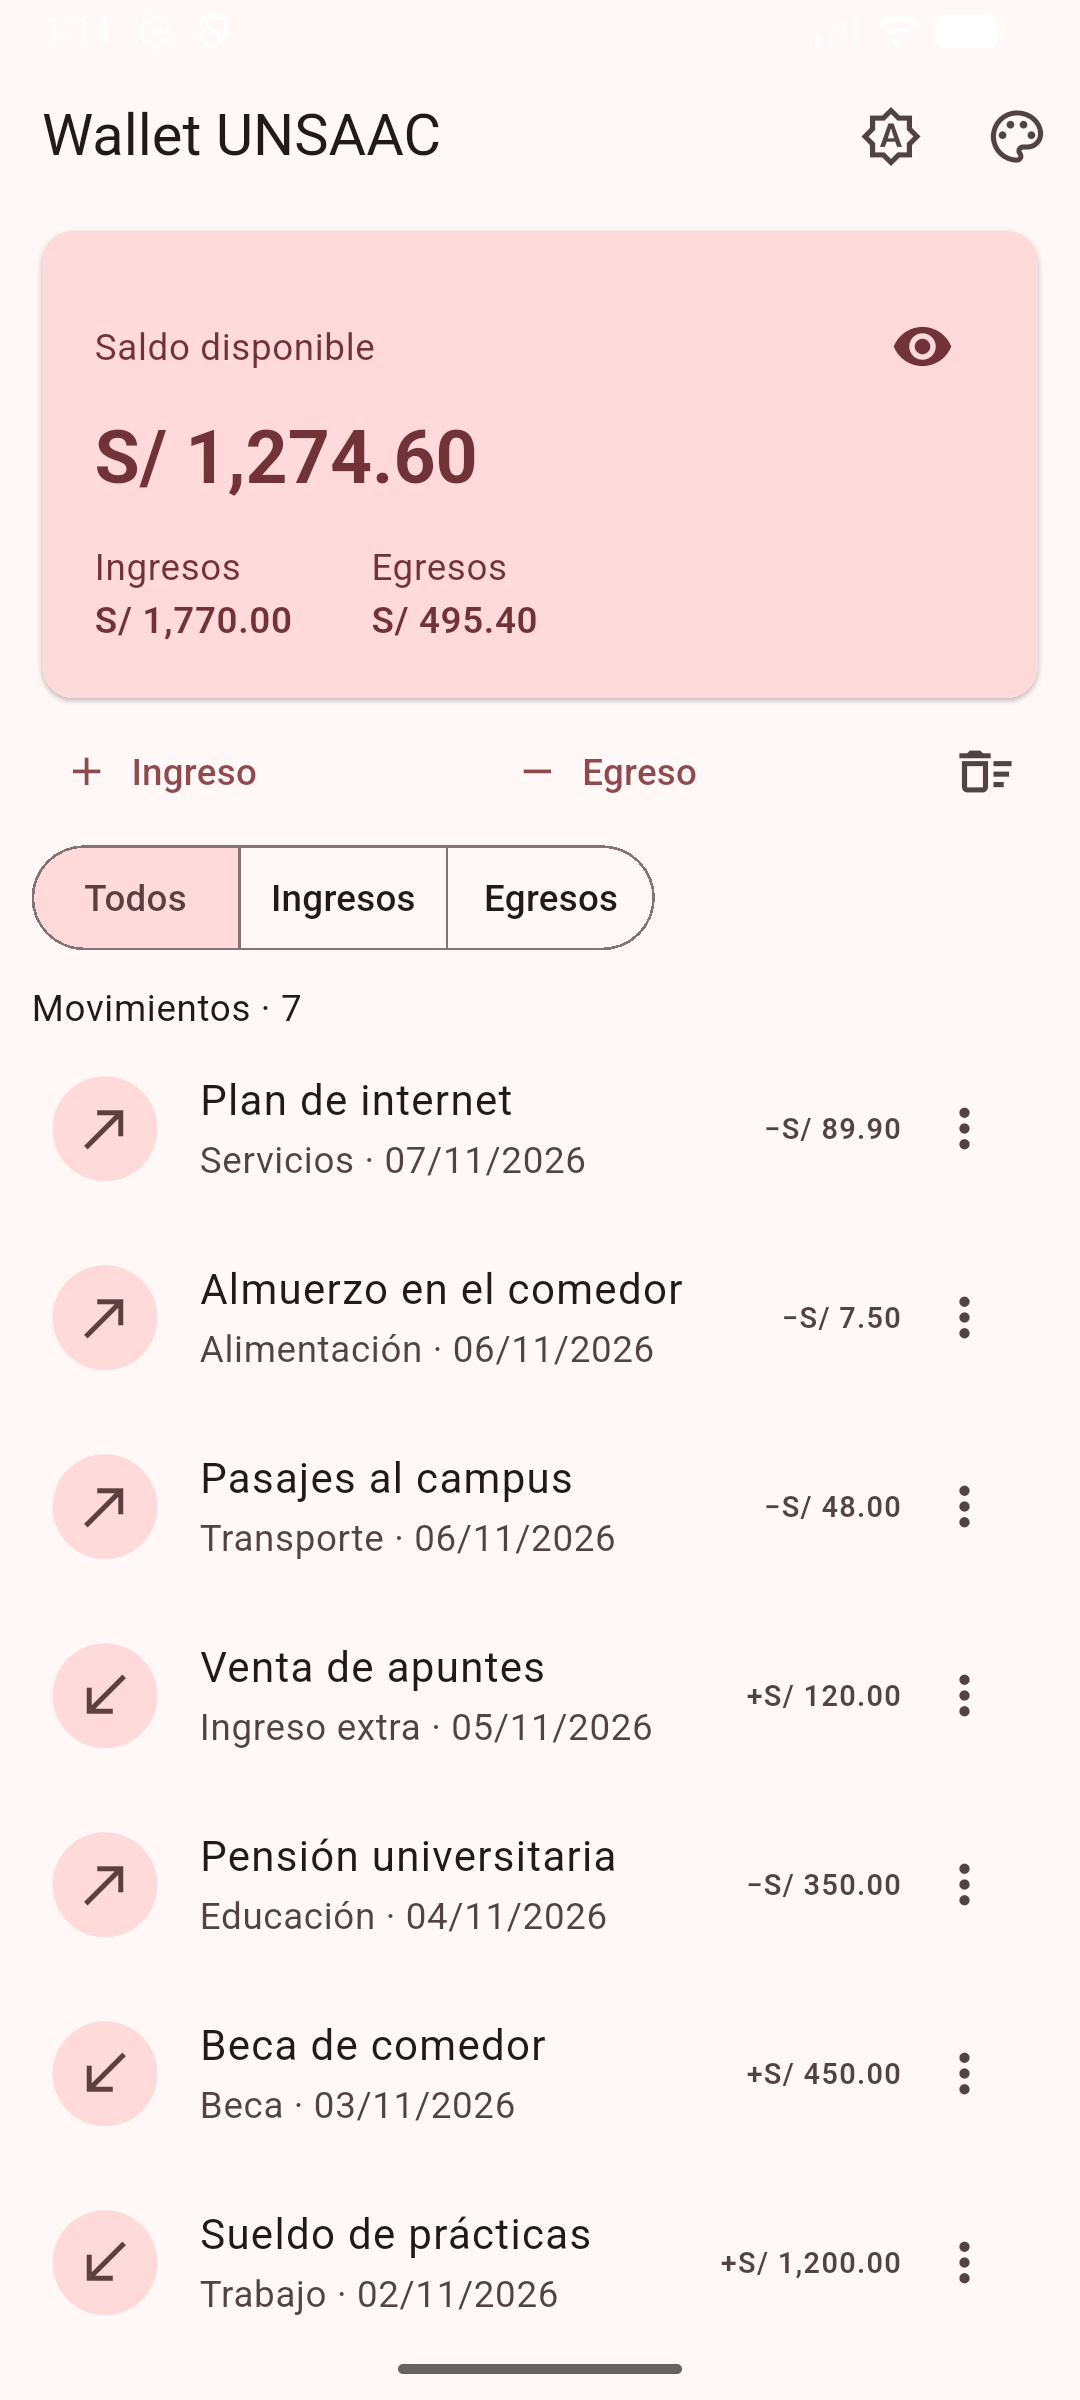 1:11
Wallet UNSAAC
Saldo disponible
S/ 1,274.60
Ingresos Egresos
S/ 1,770.00 S/ 495.40
+ Ingreso − Egreso
Todos Ingresos Egresos
Movimientos · 7
Plan de internet
−S/ 89.90
Servicios · 07/11/2026
Almuerzo en el comedor
−S/ 7.50
Alimentación · 06/11/2026
Pasajes al campus
−S/ 48.00
Transporte · 06/11/2026
Venta de apuntes
+S/ 120.00
Ingreso extra · 05/11/2026
Pensión universitaria
−S/ 350.00
Educación · 04/11/2026
Beca de comedor
+S/ 450.00
Beca · 03/11/2026
Sueldo de prácticas
+S/ 1,200.00
Trabajo · 02/11/2026